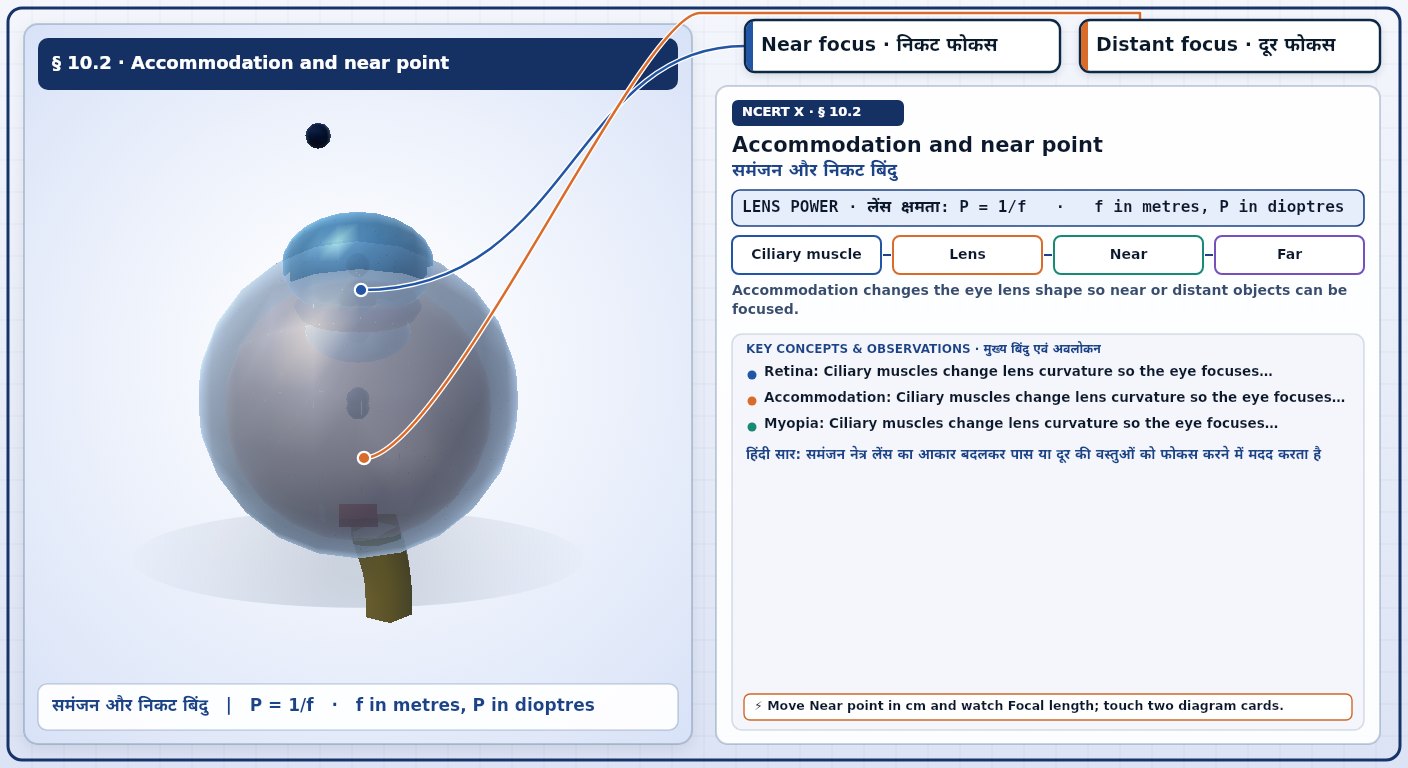 § 10.2 · Accommodation and near point
Near focus · निकट फोकस
Distant focus · दूर फोकस
NCERT X · § 10.2
Accommodation and near point
समंजन और निकट बिंदु
LENS POWER · लेंस क्षमता: P = 1/f · f in metres, P in dioptres
Ciliary muscle
Lens
Near
Far
Accommodation changes the eye lens shape so near or distant objects can be
focused.
KEY CONCEPTS & OBSERVATIONS · मुख्य बिंदु एवं अवलोकन
Retina: Ciliary muscles change lens curvature so the eye focuses…
Accommodation: Ciliary muscles change lens curvature so the eye focuses…
Myopia: Ciliary muscles change lens curvature so the eye focuses…
हिंदी सार: समंजन नेत्र लेंस का आकार बदलकर पास या दूर की वस्तुओं को फोकस करने में मदद करता है
⚡ Move Near point in cm and watch Focal length; touch two diagram cards.
समंजन और निकट बिंदु | P = 1/f · f in metres, P in dioptres